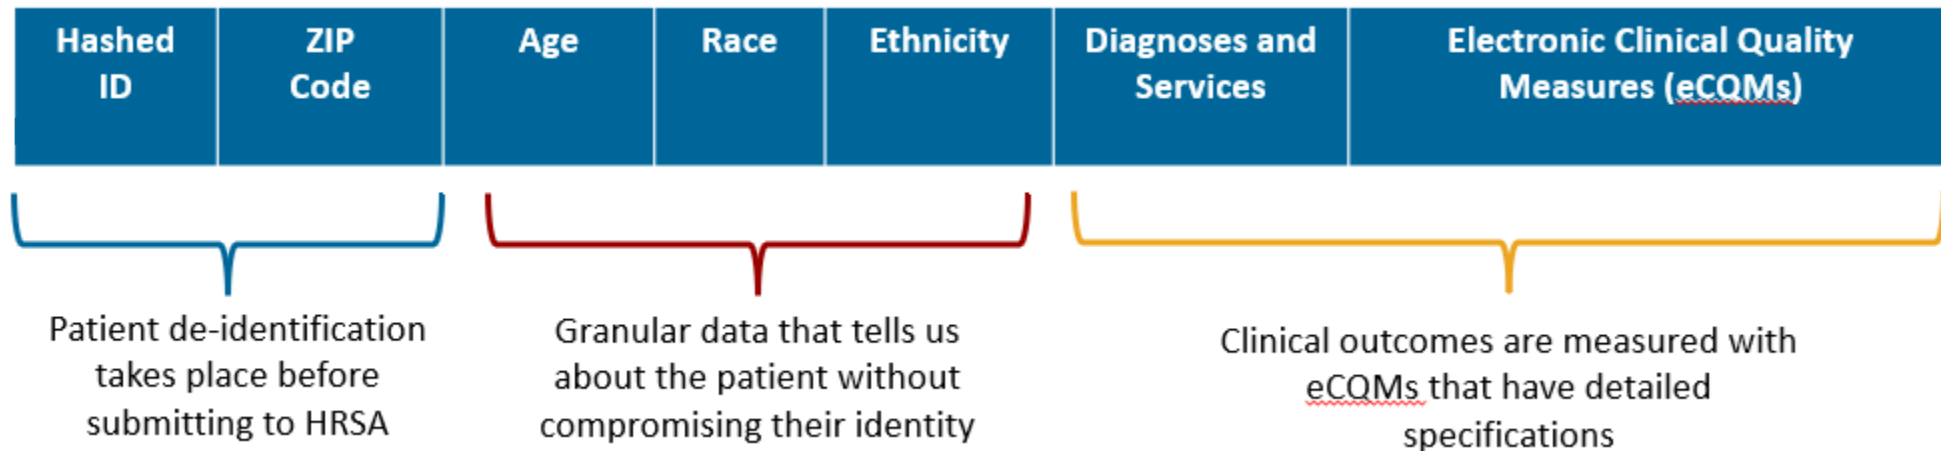 Hashed
ID
ZIP
Code
Age
Race
Ethnicity
Diagnoses and
Services
Electronic Clinical Quality
Measures (eCQMs)
Patient de-identification
takes place before
submitting to HRSA
Granular data that tells us
about the patient without
compromising their identity
Clinical outcomes are measured with
eCQMs that have detailed
specifications